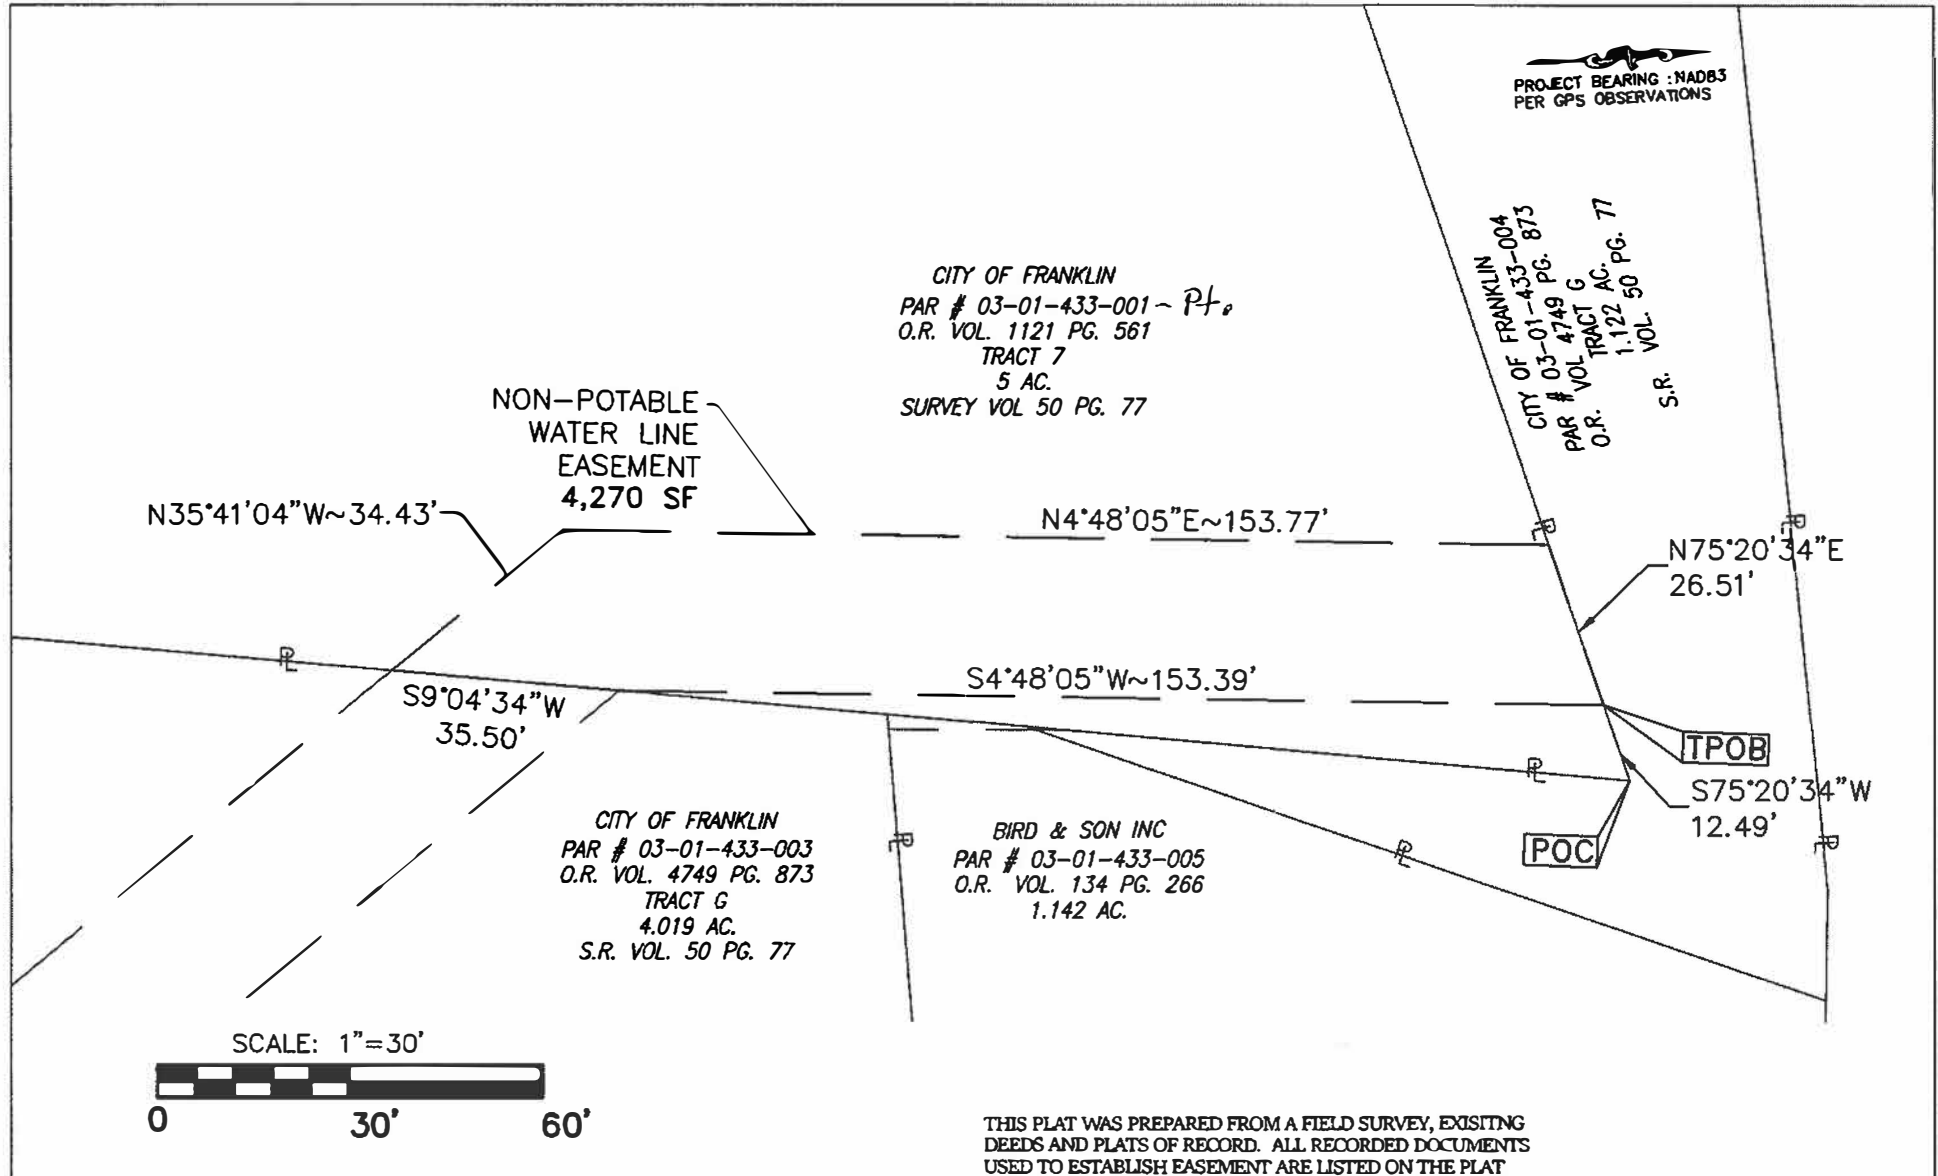 PROJECT BEARING : NAD83
PER GPS OBSERVATIONS
CITY OF FRANKLIN
PAR # 03-01-433-004
O.R. VOL 4749 PG. 873
TRACT G
1.122 AC.
S.R. VOL. 50 PG. 77
CITY OF FRANKLIN
PAR # 03-01-433-001 ~ Pt.
O.R. VOL. 1121 PG. 561
TRACT 7
5 AC.
SURVEY VOL 50 PG. 77
NON-POTABLE
WATER LINE
EASEMENT
4,270 SF
N35°41'04"W~34.43'
N4°48'05"E~153.77'
PL
PL
N75°20'34"E
26.51'
PL
S9°04'34"W
35.50'
S4°48'05"W~153.39'
TPOB
PL
S75°20'34"W
12.49'
POC
CITY OF FRANKLIN
PAR # 03-01-433-003
O.R. VOL. 4749 PG. 873
TRACT G
4.019 AC.
S.R. VOL. 50 PG. 77
PL
BIRD & SON INC
PAR # 03-01-433-005
O.R. VOL. 134 PG. 266
1.142 AC.
PL
PL
SCALE: 1"=30'
0 30' 60'
THIS PLAT WAS PREPARED FROM A FIELD SURVEY, EXISITNG
DEEDS AND PLATS OF RECORD. ALL RECORDED DOCUMENTS
USED TO ESTABLISH EASEMENT ARE LISTED ON THE PLAT